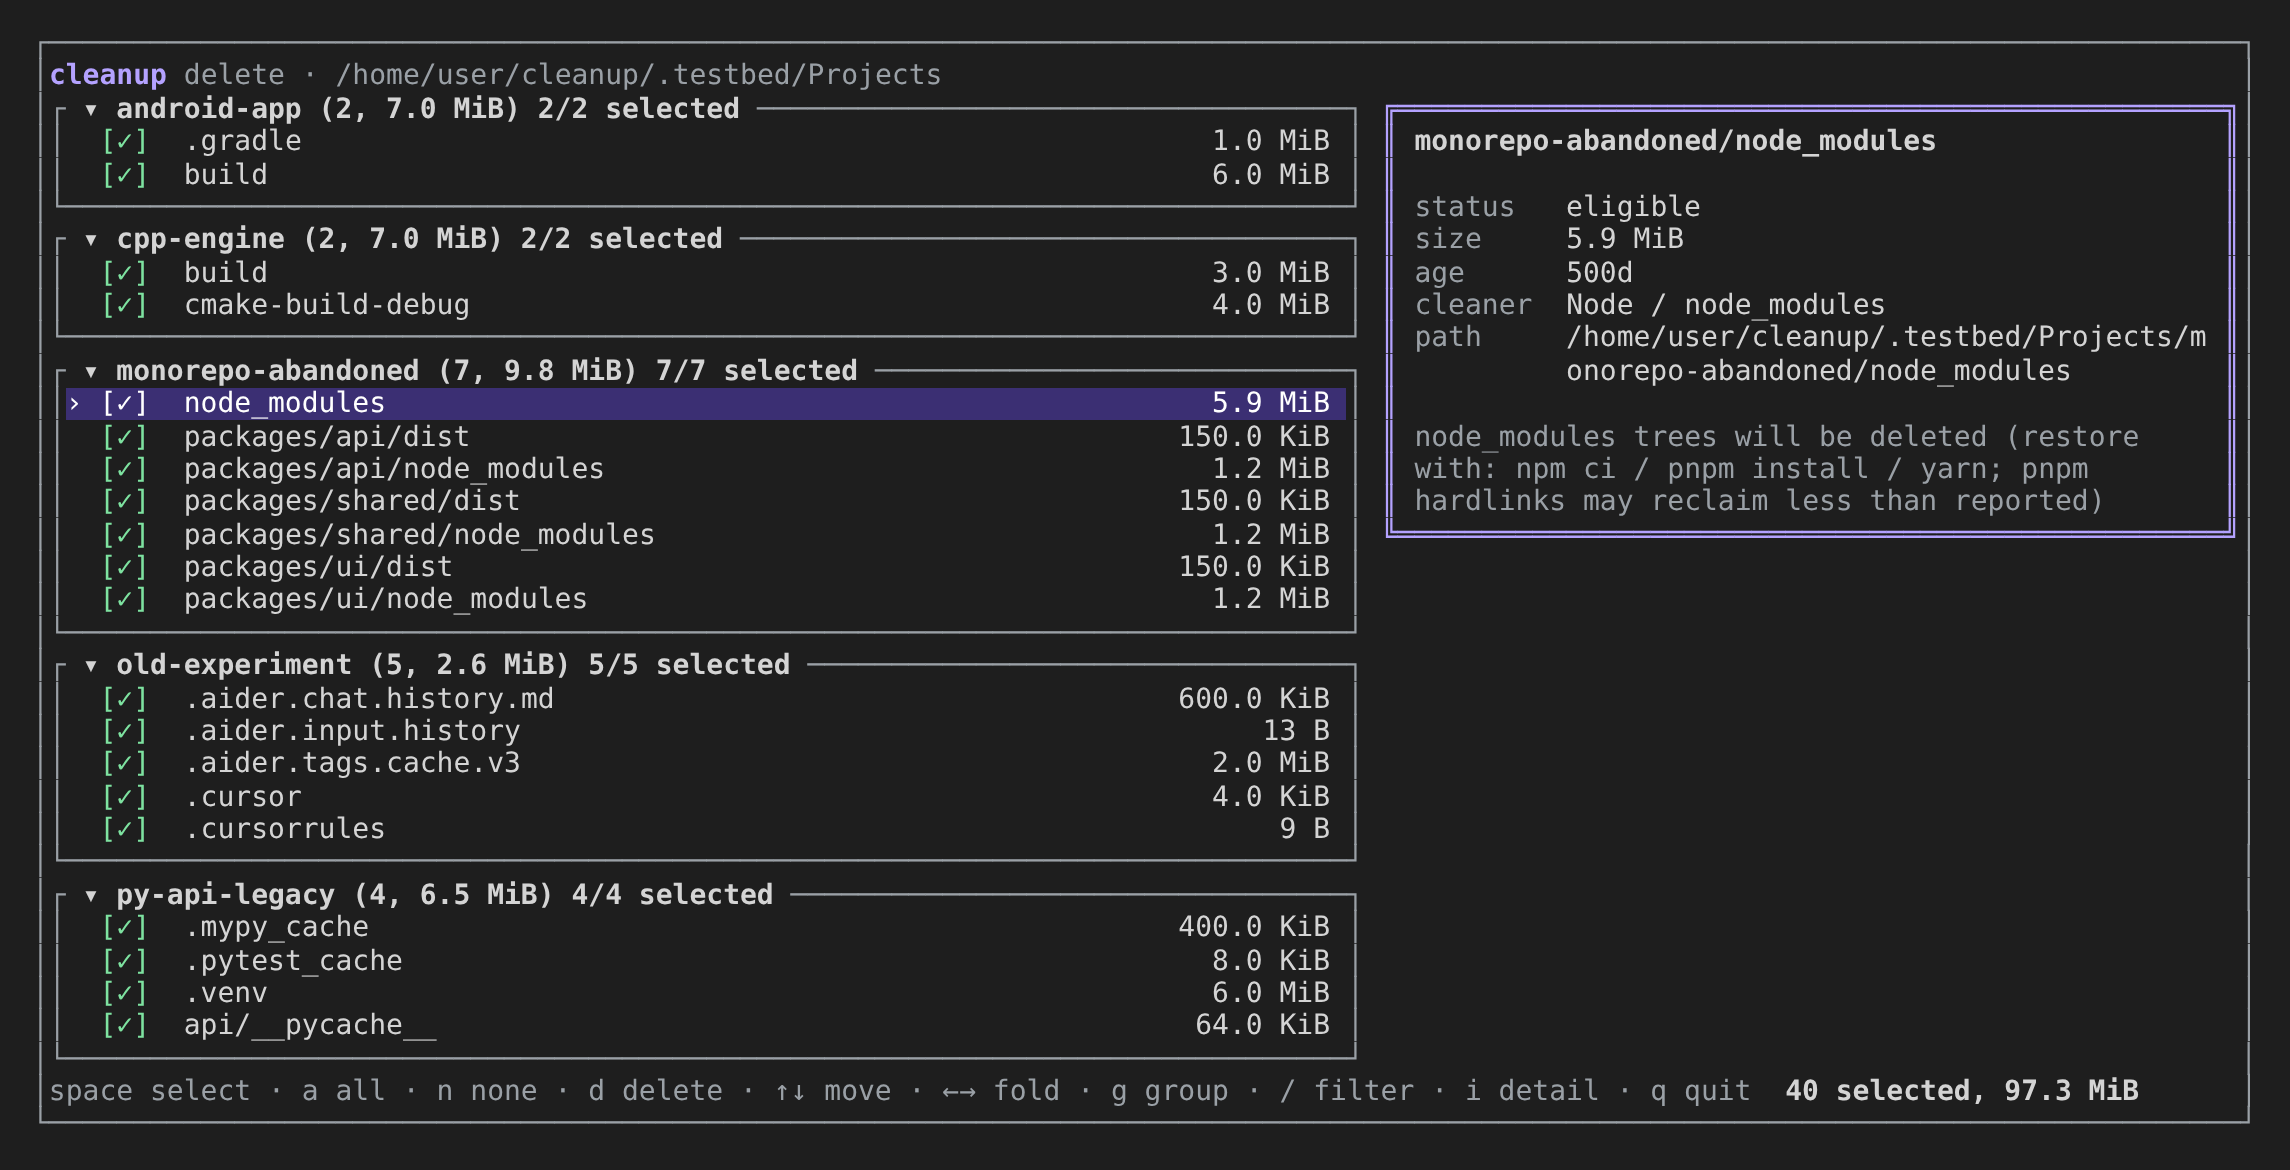 cleanup delete · /home/user/cleanup/.testbed/Projects
▾ android-app (2, 7.0 MiB) 2/2 selected
[✓] .gradle 1.0 MiB
[✓] build 6.0 MiB
▾ cpp-engine (2, 7.0 MiB) 2/2 selected
[✓] build 3.0 MiB
[✓] cmake-build-debug 4.0 MiB
▾ monorepo-abandoned (7, 9.8 MiB) 7/7 selected
› [✓] node_modules 5.9 MiB
[✓] packages/api/dist 150.0 KiB
[✓] packages/api/node_modules 1.2 MiB
[✓] packages/shared/dist 150.0 KiB
[✓] packages/shared/node_modules 1.2 MiB
[✓] packages/ui/dist 150.0 KiB
[✓] packages/ui/node_modules 1.2 MiB
▾ old-experiment (5, 2.6 MiB) 5/5 selected
[✓] .aider.chat.history.md 600.0 KiB
[✓] .aider.input.history 13 B
[✓] .aider.tags.cache.v3 2.0 MiB
[✓] .cursor 4.0 KiB
[✓] .cursorrules 9 B
▾ py-api-legacy (4, 6.5 MiB) 4/4 selected
[✓] .mypy_cache 400.0 KiB
[✓] .pytest_cache 8.0 KiB
[✓] .venv 6.0 MiB
[✓] api/__pycache__ 64.0 KiB
monorepo-abandoned/node_modules
status eligible
size 5.9 MiB
age 500d
cleaner Node / node_modules
path /home/user/cleanup/.testbed/Projects/m
onorepo-abandoned/node_modules
node_modules trees will be deleted (restore
with: npm ci / pnpm install / yarn; pnpm
hardlinks may reclaim less than reported)
space select · a all · n none · d delete · ↑↓ move · ←→ fold · g group · / filter · i detail · q quit 40 selected, 97.3 MiB